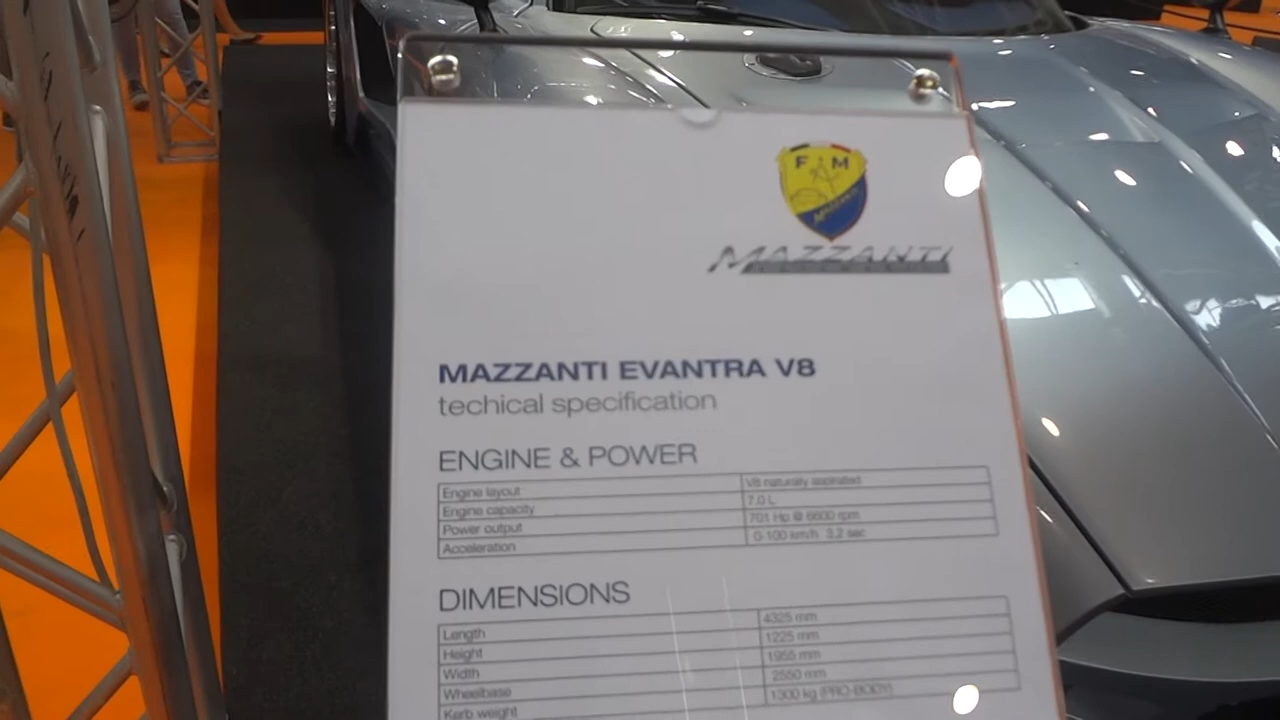 F M
MAZZANTI
MAZZANTI
MAZZANTI EVANTRA V8
techical specification
ENGINE & POWER
Engine layout V8 naturally aspirated
Engine capacity 7.0 L
Power output 701 Hp @ 6600 rpm
Acceleration 0-100 km/h 3.2 sec
DIMENSIONS
Length 4325 mm
Height 1225 mm
Width 1955 mm
Wheelbase 2550 mm
Kerb weight 1300 kg (PRO-BODY)